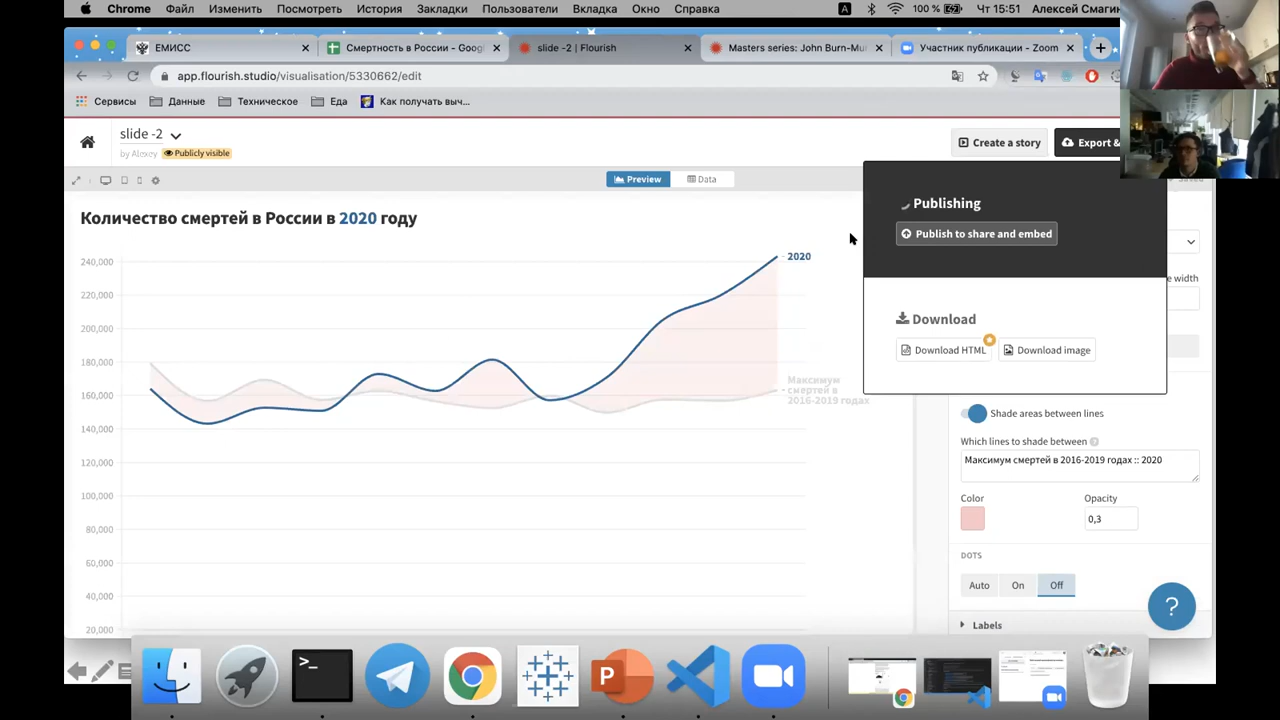 Chrome Файл Изменить Посмотреть История Закладки Пользователи Вкладка Окно Справка A 100 % Чт 15:51 Алексей Смагин
ЕМИСС
Смертность в России - Goog
slide -2 | Flourish
Masters series: John Burn-Mu
Участник публикации - Zoom
app.flourish.studio/visualisation/5330662/edit
Сервисы Данные Техническое Еда Как получать выч...
slide -2
by Alexey Publicly visible
Create a story
Export &
Preview Data
Saved
Количество смертей в России в 2020 году
Publishing
Publish to share and embed
Download
Download HTML Download image
240,000
220,000
200,000
180,000
160,000
140,000
120,000
100,000
80,000
60,000
40,000
20,000
2020
Максимум
смертей в
2016-2019 годах
e width
Shade areas between lines
Which lines to shade between ?
Максимум смертей в 2016-2019 годах :: 2020
Color Opacity
0,3
DOTS
Auto On Off
Labels
?
>_
P